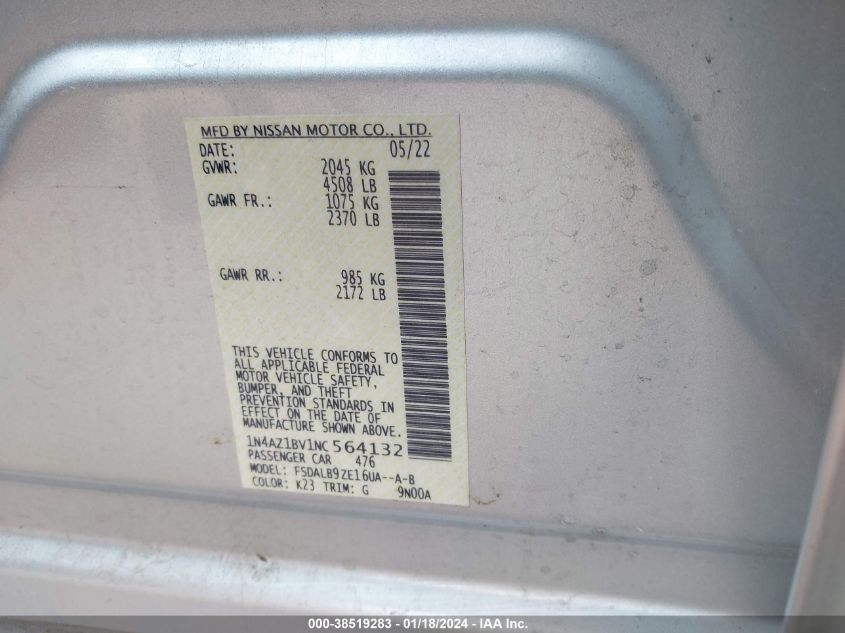 MFD BY NISSAN MOTOR CO., LTD.
DATE: 05/22
GVWR: 2045 KG
4508 LB
GAWR FR.: 1075 KG
2370 LB
GAWR RR.: 985 KG
2172 LB
THIS VEHICLE CONFORMS TO
ALL APPLICABLE FEDERAL
MOTOR VEHICLE SAFETY,
BUMPER, AND THEFT
PREVENTION STANDARDS IN
EFFECT ON THE DATE OF
MANUFACTURE SHOWN ABOVE.
1N4AZ1BV1NC564132
PASSENGER CAR 476
MODEL: FSDALB9ZE16UA--A-B
COLOR: K23 TRIM: G 9N00A
000-38519283 - 01/18/2024 - IAA Inc.